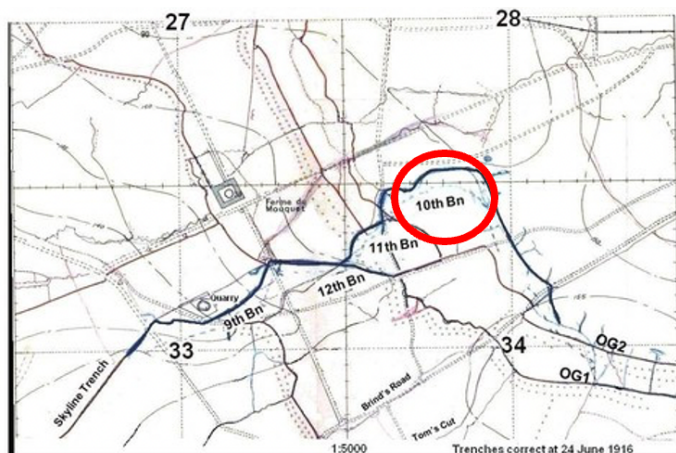 27
28
Ferme du
Mouquet
10th Bn
11th Bn
12th Bn
Quarry
9th Bn
33
34
OG2
OG1
Skyline Trench
Brind's Road
Tom's Cut
1:5000
Trenches correct at 24 June 1916